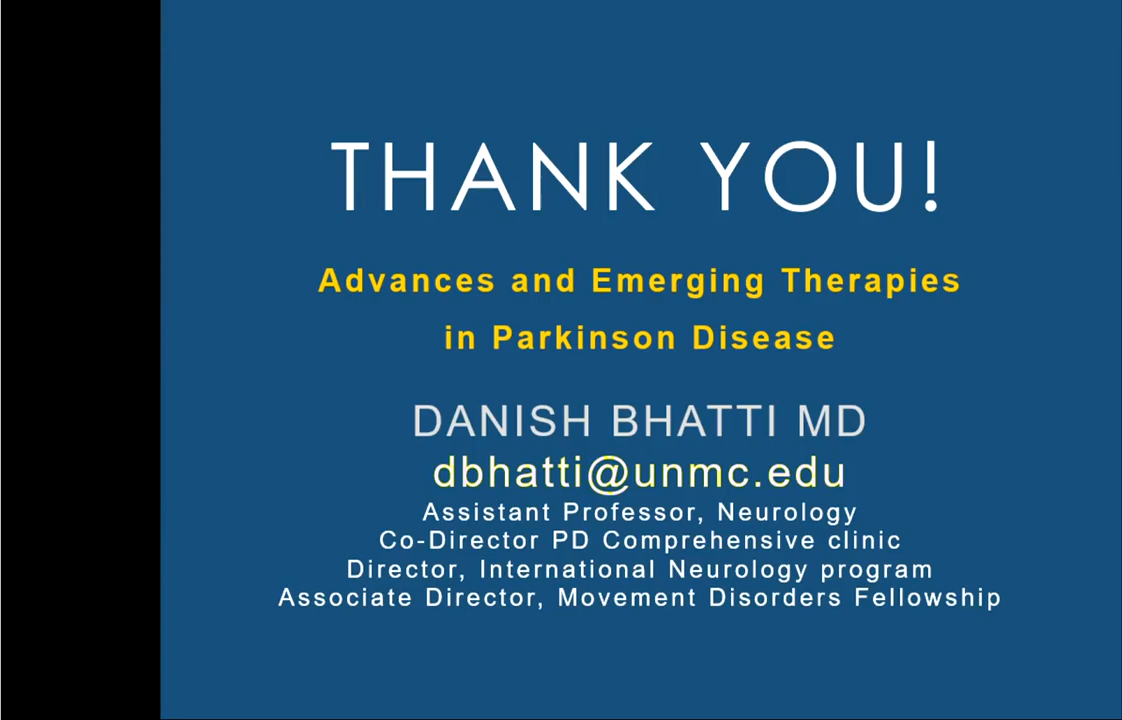 THANK YOU!
Advances and Emerging Therapies
in Parkinson Disease
DANISH BHATTI MD
dbhatti@unmc.edu
Assistant Professor, Neurology
Co-Director PD Comprehensive clinic
Director, International Neurology program
Associate Director, Movement Disorders Fellowship